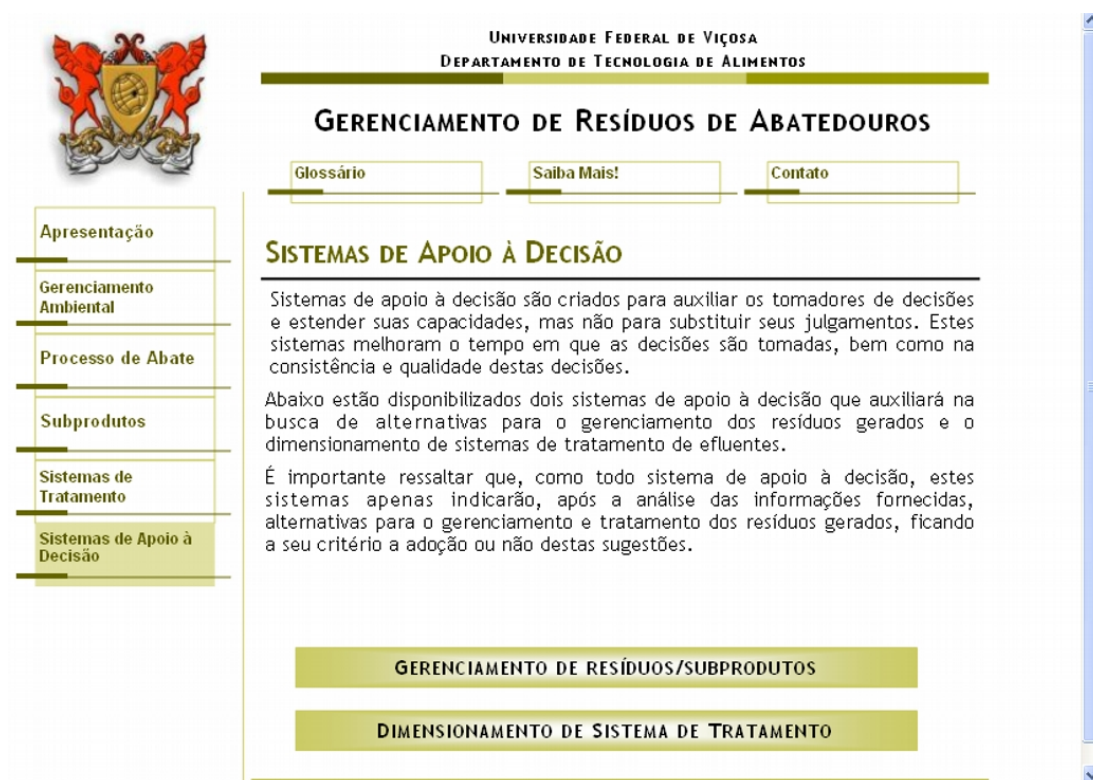 Universidade Federal de Viçosa
Departamento de Tecnologia de Alimentos
Gerenciamento de Resíduos de Abatedouros
Glossário
Saiba Mais!
Contato
Apresentação
Gerenciamento
Ambiental
Processo de Abate
Subprodutos
Sistemas de
Tratamento
Sistemas de Apoio à
Decisão
Sistemas de Apoio à Decisão
Sistemas de apoio à decisão são criados para auxiliar os tomadores de decisões
e estender suas capacidades, mas não para substituir seus julgamentos. Estes
sistemas melhoram o tempo em que as decisões são tomadas, bem como na
consistência e qualidade destas decisões.
Abaixo estão disponibilizados dois sistemas de apoio à decisão que auxiliará na
busca de alternativas para o gerenciamento dos resíduos gerados e o
dimensionamento de sistemas de tratamento de efluentes.
É importante ressaltar que, como todo sistema de apoio à decisão, estes
sistemas apenas indicarão, após a análise das informações fornecidas,
alternativas para o gerenciamento e tratamento dos resíduos gerados, ficando
a seu critério a adoção ou não destas sugestões.
Gerenciamento de resíduos/subprodutos
Dimensionamento de Sistema de Tratamento